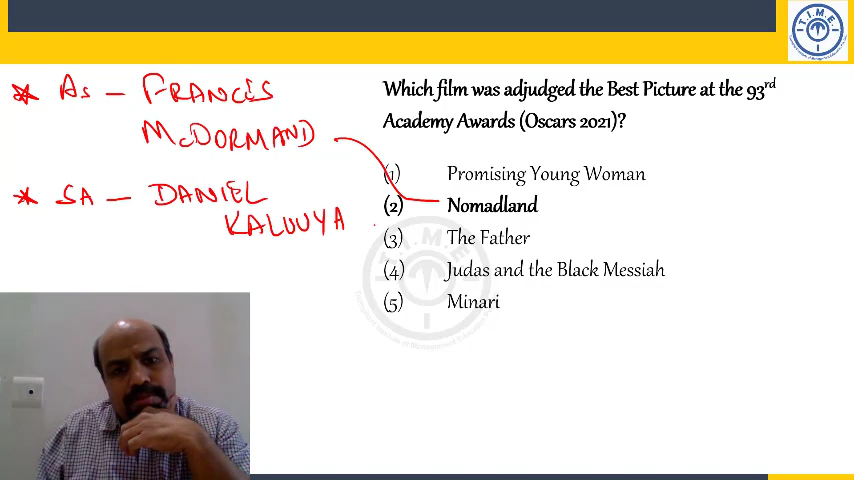 T.I.M.E.
* As – FRANCIS
McDORMAND
* SA – DANIEL
KALUUYA
Which film was adjudged the Best Picture at the 93rd
Academy Awards (Oscars 2021)?
(1) Promising Young Woman
(2) Nomadland
(3) The Father
(4) Judas and the Black Messiah
(5) Minari
T.I.M.E.